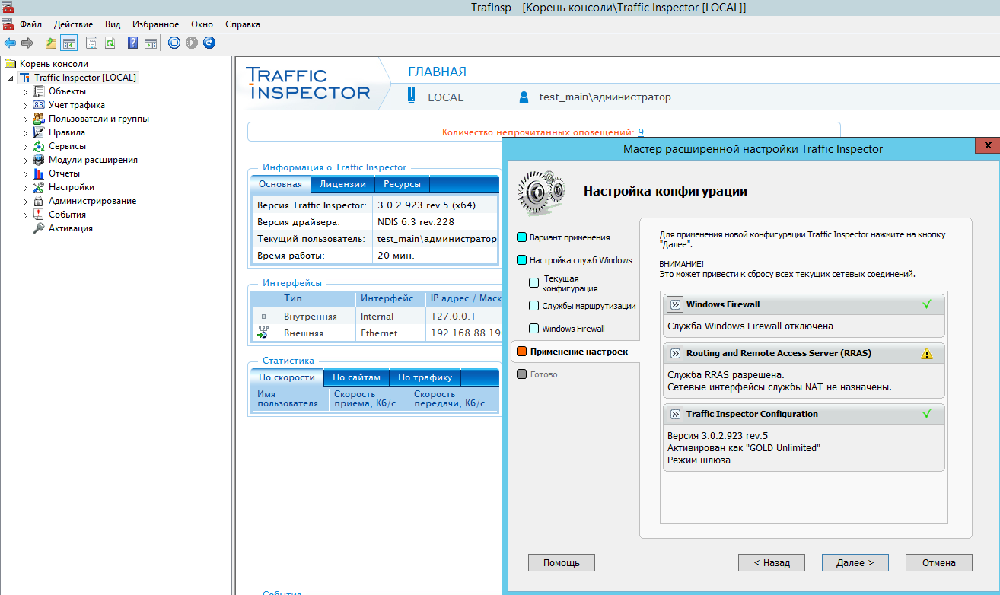 TrafInsp - [Корень консоли\Traffic Inspector [LOCAL]]
Файл Действие Вид Избранное Окно Справка
Корень консоли
Traffic Inspector [LOCAL]
Объекты
Учет трафика
Пользователи и группы
Правила
Сервисы
Модули расширения
Отчеты
Настройки
Администрирование
События
Активация
TRAFFIC
INSPECTOR
ГЛАВНАЯ
LOCAL
test_main\администратор
Количество непрочитанных оповещений: 9.
Информация о Traffic Inspector
Основная Лицензии Ресурсы
Версия Traffic Inspector: 3.0.2.923 rev.5 (x64)
Версия драйвера: NDIS 6.3 rev.228
Текущий пользователь: test_main\администратор
Время работы: 20 мин.
Интерфейсы
Тип Интерфейс IP адрес / Маск
Внутренняя Internal 127.0.0.1
Внешняя Ethernet 192.168.88.19
Статистика
По скорости По сайтам По трафику
Имя пользователя Скорость приема, Кб/с Скорость передачи, Кб/с
События
Мастер расширенной настройки Traffic Inspector
Настройка конфигурации
Вариант применения
Настройка служб Windows
Текущая
конфигурация
Службы маршрутизации
Windows Firewall
Применение настроек
Готово
Для применения новой конфигурации Traffic Inspector нажмите на кнопку
"Далее".
ВНИМАНИЕ!
Это может привести к сбросу всех текущих сетевых соединений.
Windows Firewall
Служба Windows Firewall отключена
Routing and Remote Access Server (RRAS)
Служба RRAS разрешена.
Сетевые интерфейсы службы NAT не назначены.
Traffic Inspector Configuration
Версия 3.0.2.923 rev.5
Активирован как "GOLD Unlimited"
Режим шлюза
Помощь < Назад Далее > Отмена